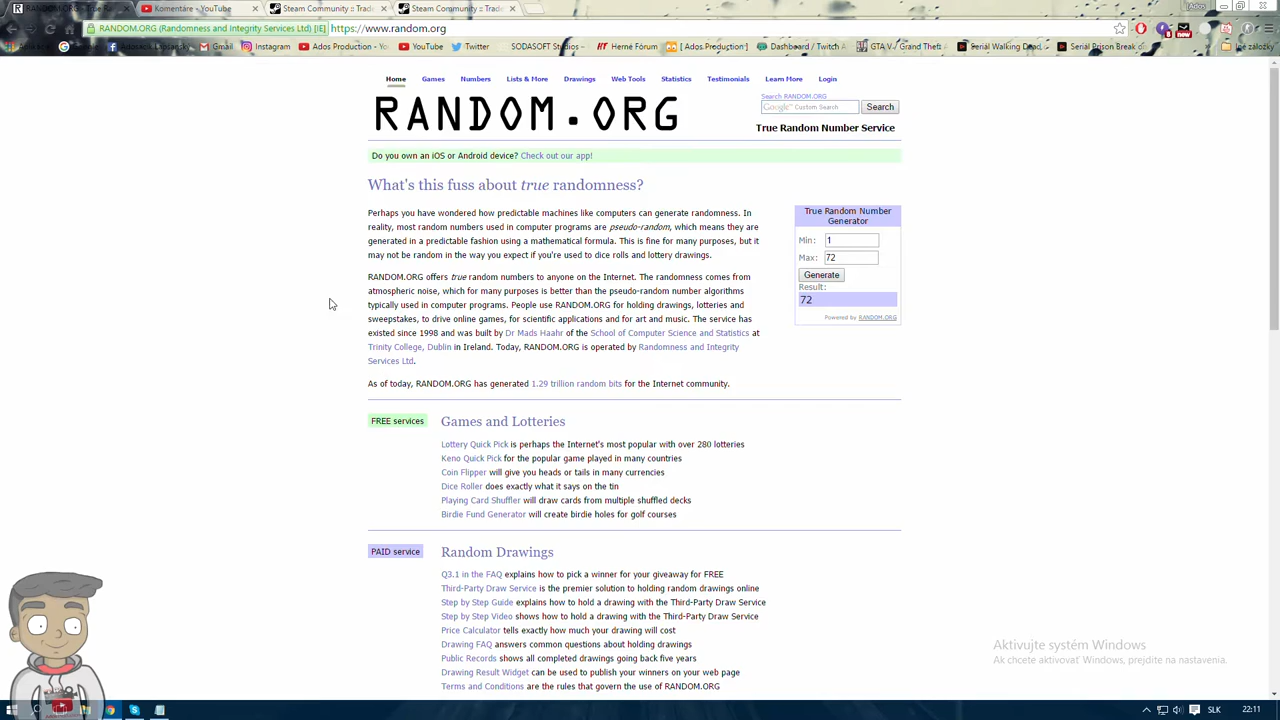 RANDOM.ORG - True Ra
Komentáre - YouTube
Steam Community :: Trade
Steam Community :: Trade
Ados
RANDOM.ORG (Randomness and Integrity Services Ltd) [IE]
https://www.random.org
Gmail
Instagram
Ados Production - Yo
YouTube
Twitter
SODASOFT Studios -
Herné Fórum
[ Ados.Production ]
Dashboard / Twitch
GTA V / Grand Theft
Seriál Walking Dead
Seriál Prison Break
Iné záložky
Home
Games
Numbers
Lists & More
Drawings
Web Tools
Statistics
Testimonials
Learn More
Login
RANDOM.ORG
Search RANDOM.ORG
Google™ Custom Search
Search
True Random Number Service
Do you own an iOS or Android device? Check out our app!
What's this fuss about true randomness?
Perhaps you have wondered how predictable machines like computers can generate randomness. In
reality, most random numbers used in computer programs are pseudo-random, which means they are
generated in a predictable fashion using a mathematical formula. This is fine for many purposes, but it
may not be random in the way you expect if you're used to dice rolls and lottery drawings.
RANDOM.ORG offers true random numbers to anyone on the Internet. The randomness comes from
atmospheric noise, which for many purposes is better than the pseudo-random number algorithms
typically used in computer programs. People use RANDOM.ORG for holding drawings, lotteries and
sweepstakes, to drive online games, for scientific applications and for art and music. The service has
existed since 1998 and was built by Dr Mads Haahr of the School of Computer Science and Statistics at
Trinity College, Dublin in Ireland. Today, RANDOM.ORG is operated by Randomness and Integrity
Services Ltd.
As of today, RANDOM.ORG has generated 1.29 trillion random bits for the Internet community.
True Random Number
Generator
Min: 1
Max: 72
Generate
Result:
72
Powered by RANDOM.ORG
FREE services
Games and Lotteries
Lottery Quick Pick is perhaps the Internet's most popular with over 280 lotteries
Keno Quick Pick for the popular game played in many countries
Coin Flipper will give you heads or tails in many currencies
Dice Roller does exactly what it says on the tin
Playing Card Shuffler will draw cards from multiple shuffled decks
Birdie Fund Generator will create birdie holes for golf courses
PAID service
Random Drawings
Q3.1 in the FAQ explains how to pick a winner for your giveaway for FREE
Third-Party Draw Service is the premier solution to holding random drawings online
Step by Step Guide explains how to hold a drawing with the Third-Party Draw Service
Step by Step Video shows how to hold a drawing with the Third-Party Draw Service
Price Calculator tells exactly how much your drawing will cost
Drawing FAQ answers common questions about holding drawings
Public Records shows all completed drawings going back five years
Drawing Result Widget can be used to publish your winners on your web page
Terms and Conditions are the rules that govern the use of RANDOM.ORG
Aktivujte systém Windows
Ak chcete aktivovať Windows, prejdite na nastavenia.
SLK
22:11